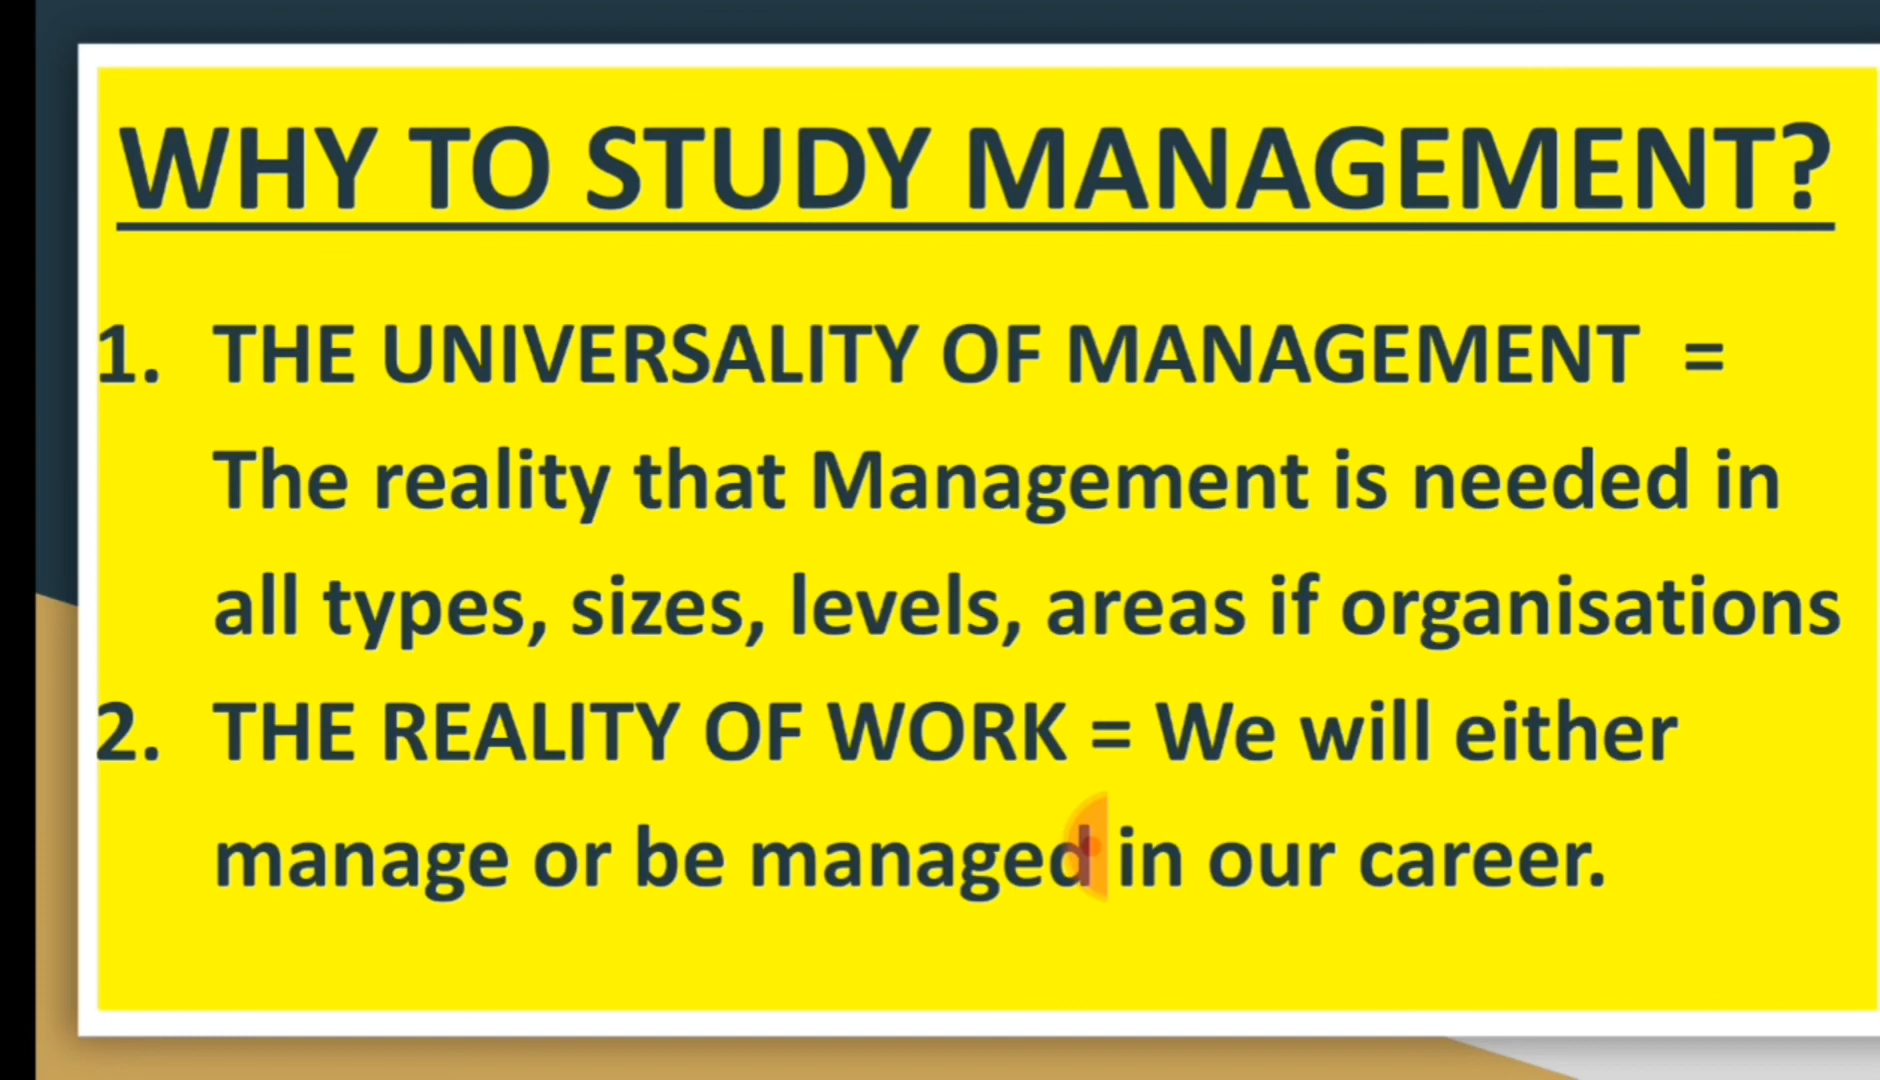 WHY TO STUDY MANAGEMENT?
1. THE UNIVERSALITY OF MANAGEMENT =
The reality that Management is needed in
all types, sizes, levels, areas if organisations
2. THE REALITY OF WORK = We will either
manage or be managed in our career.